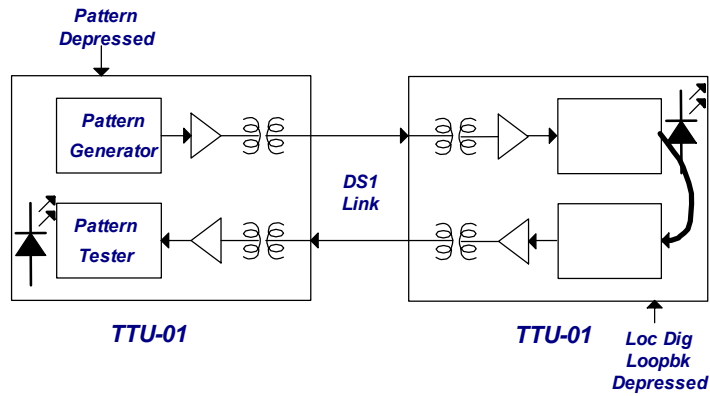 Pattern
Depressed
Pattern
Generator
DS1
Link
Pattern
Tester
TTU-01
TTU-01
Loc Dig
Loopbk
Depressed